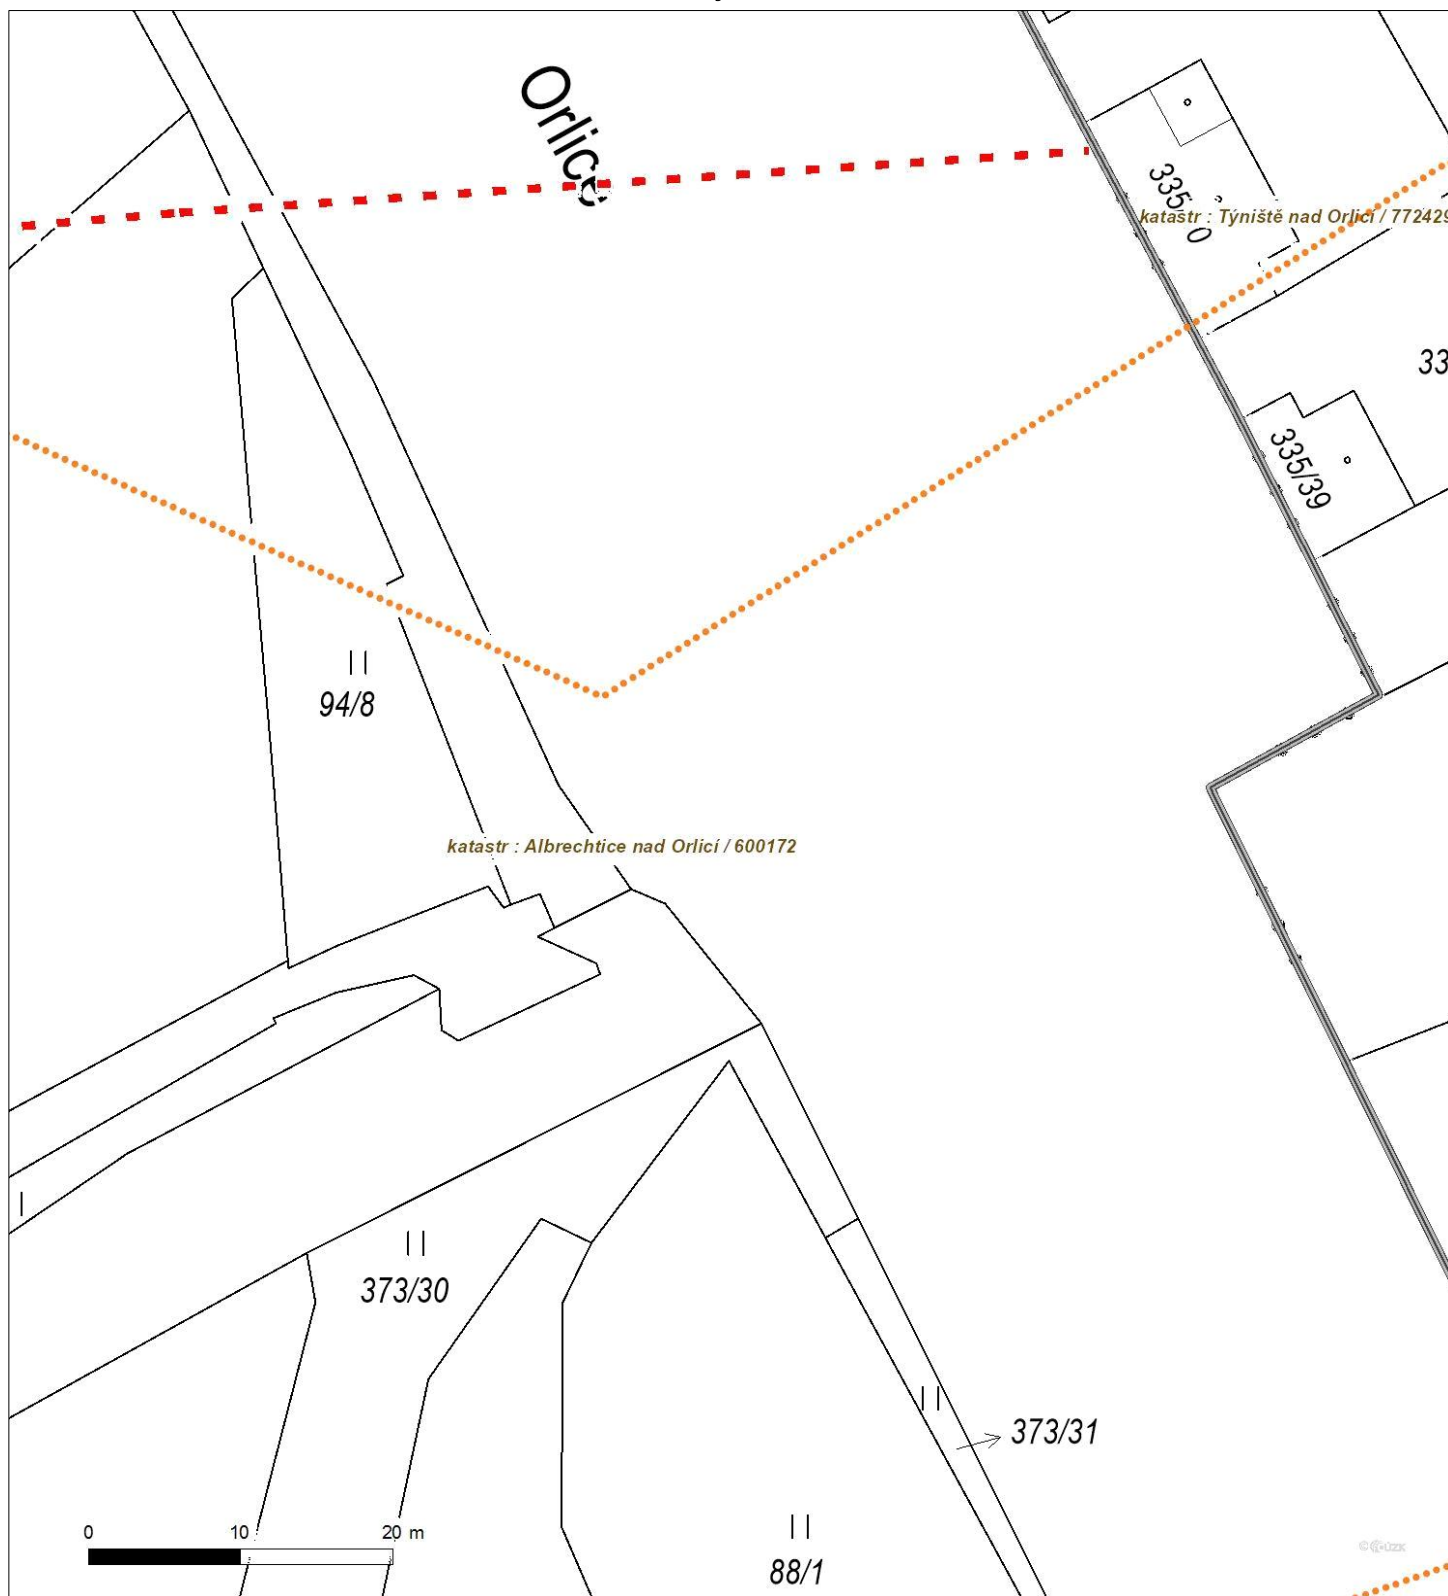 Orlice
katastr : Týniště nad Orlicí / 772429
33
335/39
94/8
katastr : Albrechtice nad Orlicí / 600172
373/30
373/31
88/1
0 10 20 m